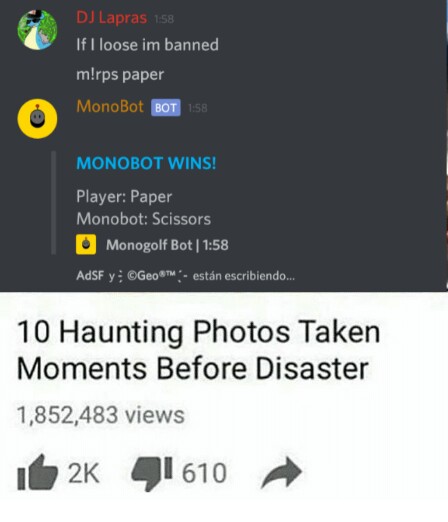 DJ Lapras 1:58
If I loose im banned
m!rps paper
MonoBot BOT 1:58
MONOBOT WINS!
Player: Paper
Monobot: Scissors
Monogolf Bot | 1:58
AdSF y ©Geo®™ están escribiendo...
10 Haunting Photos Taken
Moments Before Disaster
1,852,483 views
2K 610